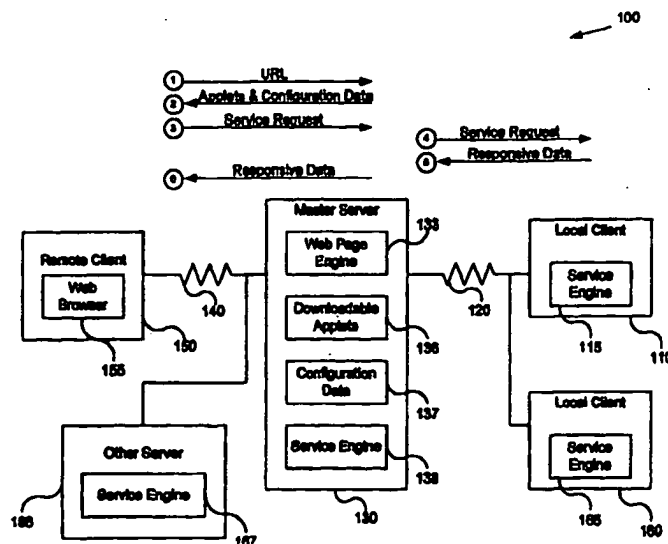 100
1 URL
2 Applets & Configuration Data
3 Service Request
4 Service Request
5 Responsive Data
6 Responsive Data
Master Server
Web Page Engine
133
Downloadable Applets
136
Configuration Data
137
Service Engine
138
130
Remote Client
Web Browser
155
150
140
120
Local Client
Service Engine
115
110
Local Client
Service Engine
165
160
Other Server
Service Engine
167